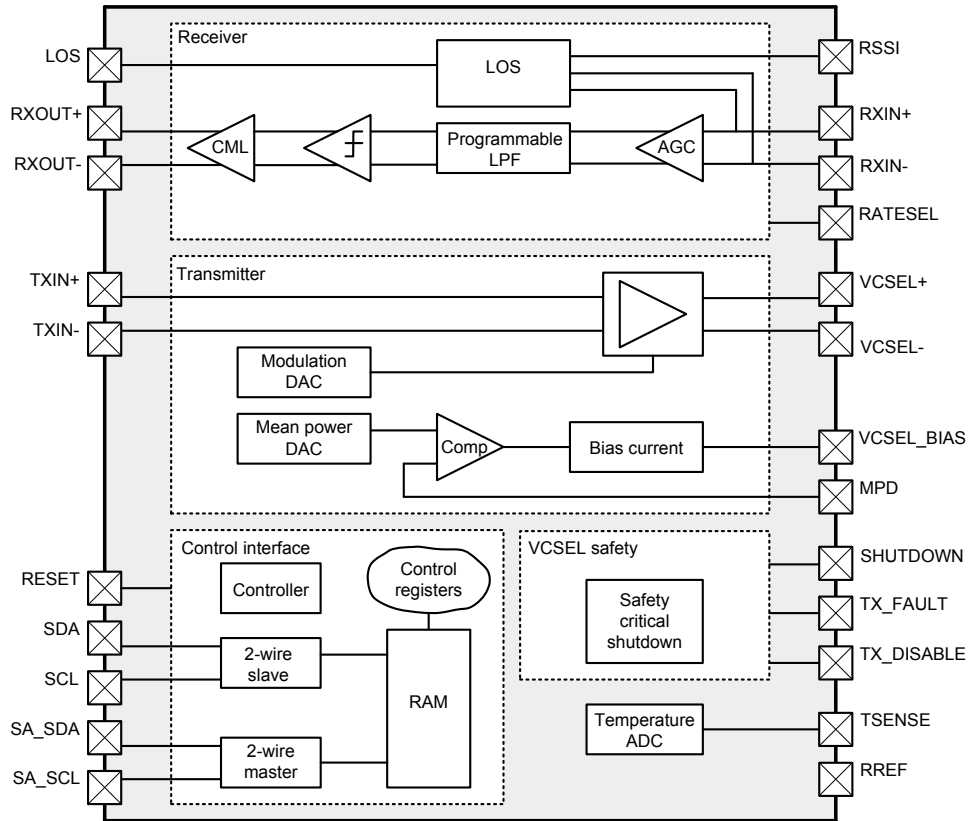 Receiver
LOS
LOS
RSSI
RXOUT+
RXIN+
CML
Programmable
LPF
AGC
RXOUT-
RXIN-
RATESEL
Transmitter
TXIN+
VCSEL+
TXIN-
VCSEL-
Modulation
DAC
Mean power
DAC
Comp
Bias current
VCSEL_BIAS
MPD
Control interface
VCSEL safety
RESET
Controller
Control
registers
SHUTDOWN
SDA
2-wire
slave
Safety
critical
shutdown
TX_FAULT
SCL
RAM
TX_DISABLE
SA_SDA
2-wire
master
Temperature
ADC
TSENSE
SA_SCL
RREF